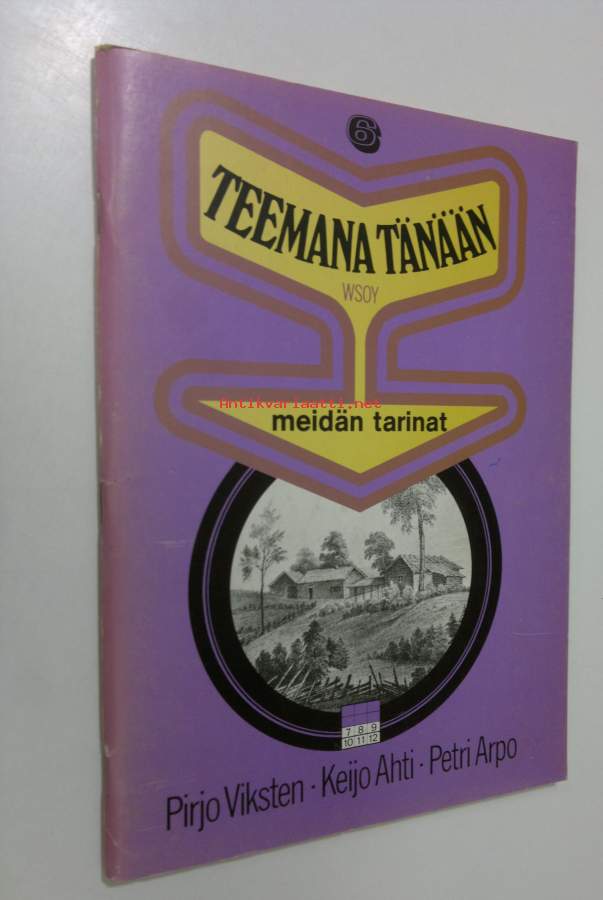 6
TEEMANA TÄNÄÄN
WSOY
Antikvariaatti.net
meidän tarinat
7 8 9
10 11 12
Pirjo Viksten · Keijo Ahti · Petri Arpo